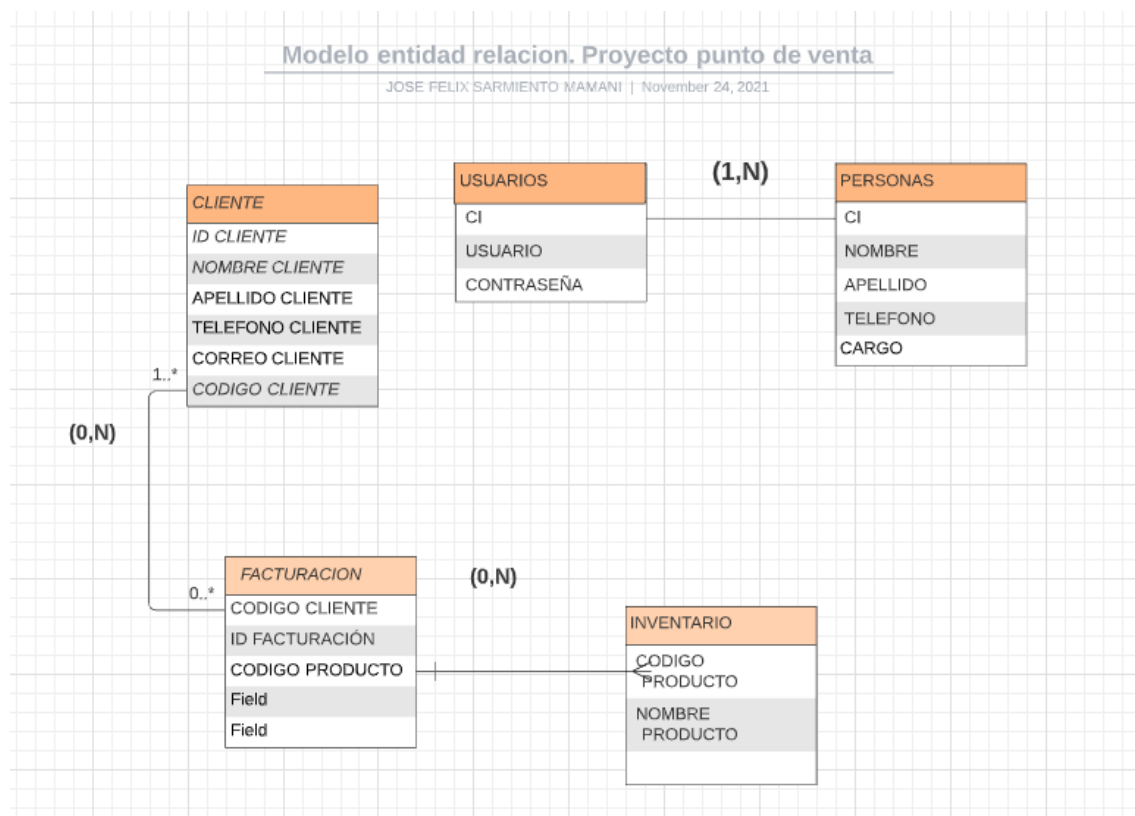 Modelo entidad relacion. Proyecto punto de venta
JOSE FELIX SARMIENTO MAMANI | November 24, 2021
CLIENTE
ID CLIENTE
NOMBRE CLIENTE
APELLIDO CLIENTE
TELEFONO CLIENTE
CORREO CLIENTE
CODIGO CLIENTE
USUARIOS
CI
USUARIO
CONTRASEÑA
(1,N)
PERSONAS
CI
NOMBRE
APELLIDO
TELEFONO
CARGO
1..*
(0,N)
0..*
FACTURACION
CODIGO CLIENTE
ID FACTURACIÓN
CODIGO PRODUCTO
Field
Field
(0,N)
INVENTARIO
CODIGO
PRODUCTO
NOMBRE
PRODUCTO